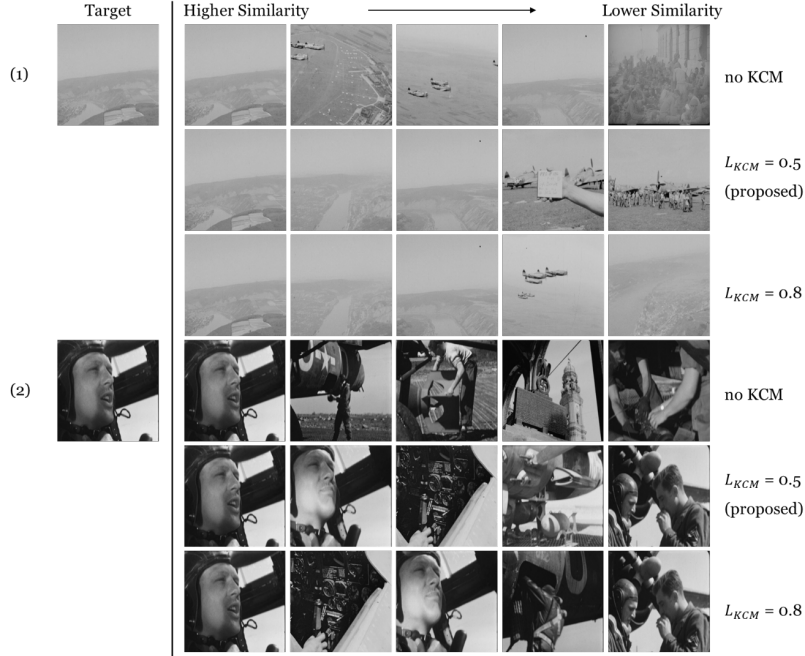 Target
Higher Similarity
Lower Similarity
(1)
no KCM
L_KCM = 0.5
(proposed)
L_KCM = 0.8
(2)
no KCM
L_KCM = 0.5
(proposed)
L_KCM = 0.8